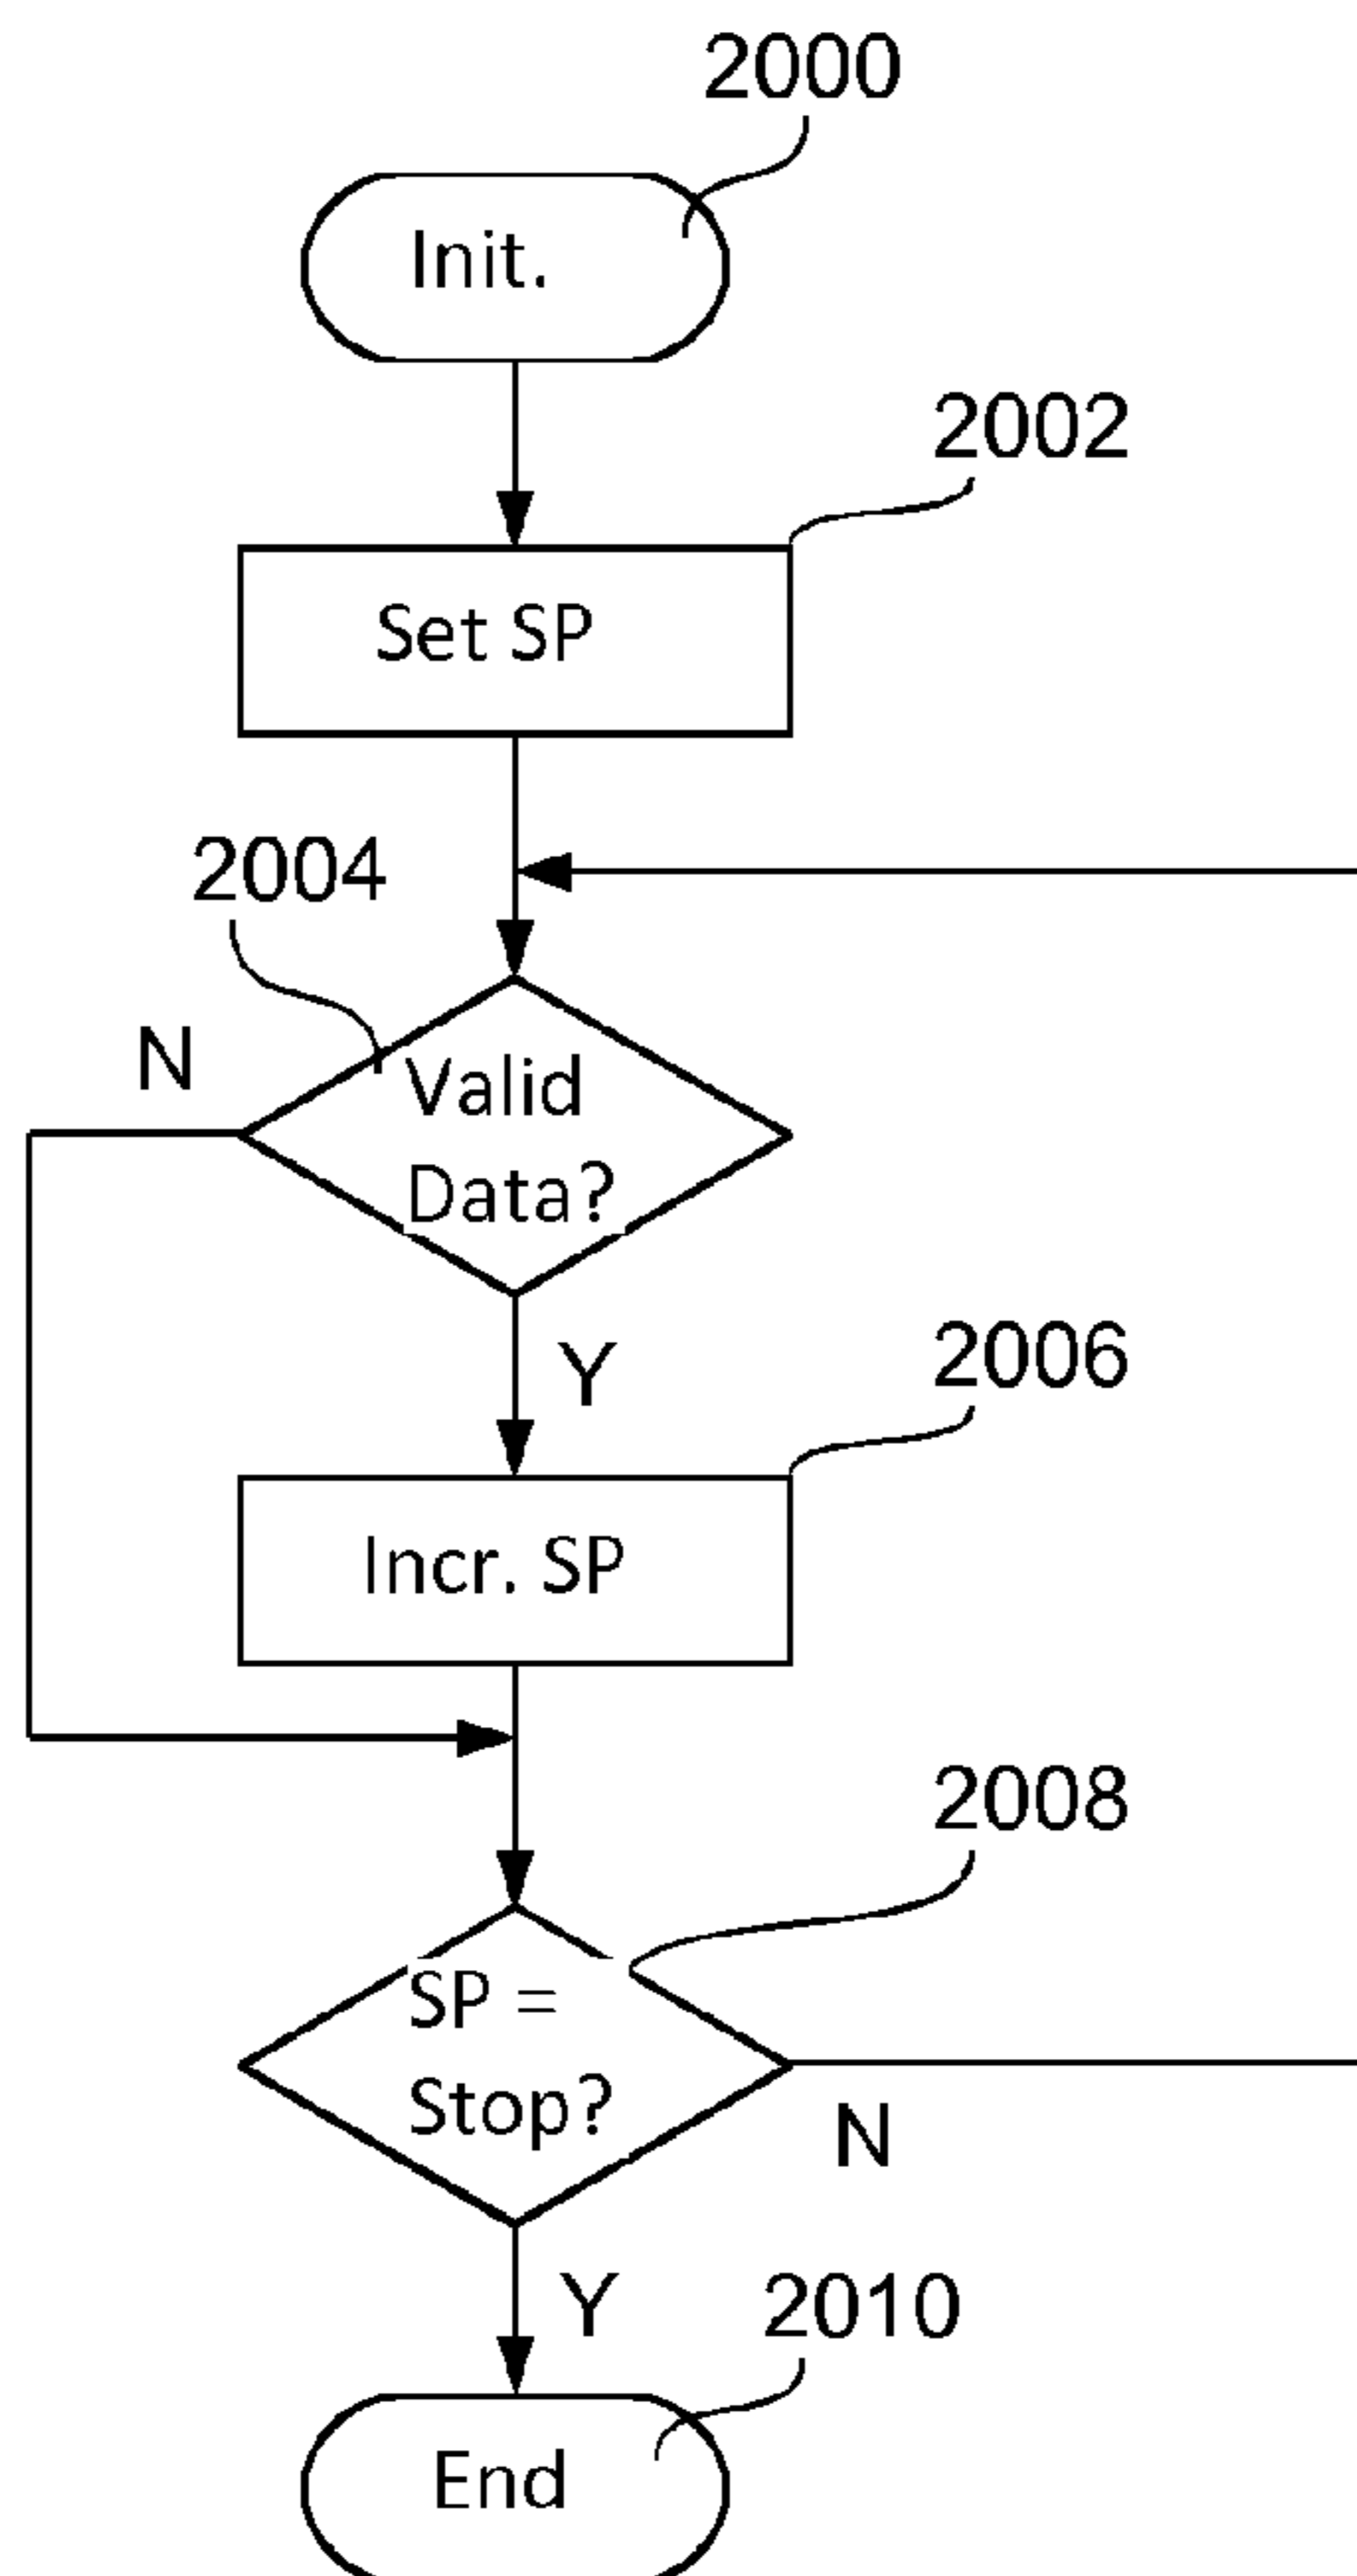 2000
Init.
2002
Set SP
2004
N
Valid
Data?
Y
2006
Incr. SP
2008
SP =
Stop?
N
Y
2010
End